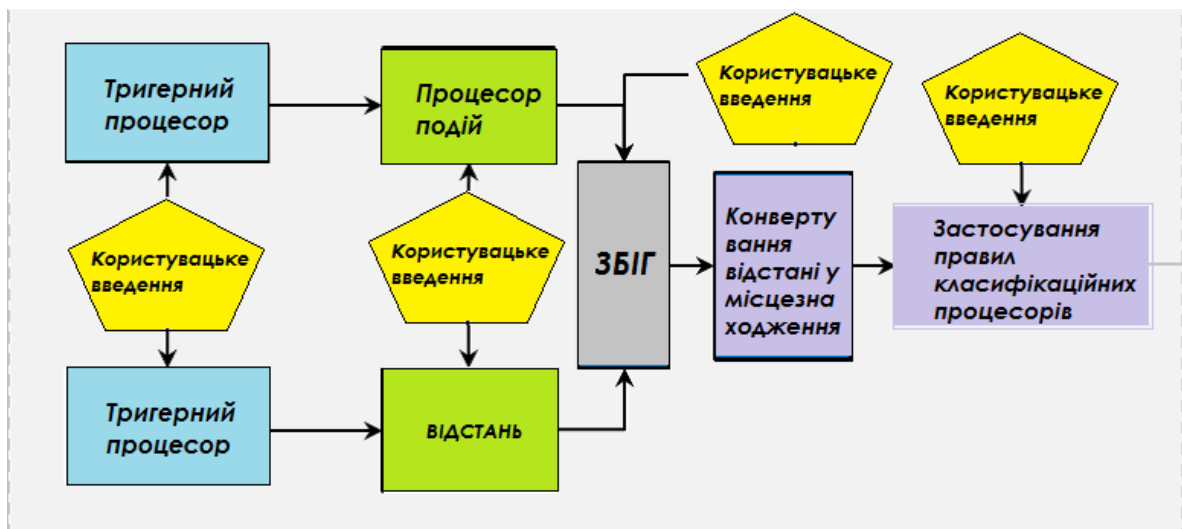 Тригерний
процесор
Процесор
подій
Користувацьке
введення
Користувацьке
введення
Користувацьке
введення
Користувацьке
введення
ЗБІГ
Конверту
вання
відстані у
місцезна
ходження
Застосування
правил
класифікаційних
процесорів
Тригерний
процесор
ВІДСТАНЬ